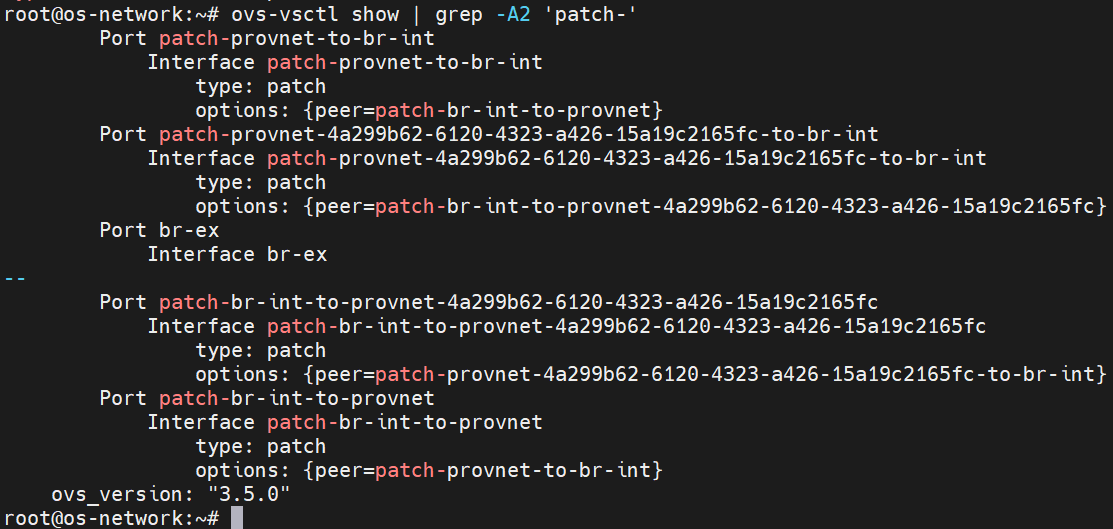 root@os-network:~# ovs-vsctl show | grep -A2 'patch-'
        Port patch-provnet-to-br-int
            Interface patch-provnet-to-br-int
                type: patch
                options: {peer=patch-br-int-to-provnet}
        Port patch-provnet-4a299b62-6120-4323-a426-15a19c2165fc-to-br-int
            Interface patch-provnet-4a299b62-6120-4323-a426-15a19c2165fc-to-br-int
                type: patch
                options: {peer=patch-br-int-to-provnet-4a299b62-6120-4323-a426-15a19c2165fc}
        Port br-ex
            Interface br-ex
--
        Port patch-br-int-to-provnet-4a299b62-6120-4323-a426-15a19c2165fc
            Interface patch-br-int-to-provnet-4a299b62-6120-4323-a426-15a19c2165fc
                type: patch
                options: {peer=patch-provnet-4a299b62-6120-4323-a426-15a19c2165fc-to-br-int}
        Port patch-br-int-to-provnet
            Interface patch-br-int-to-provnet
                type: patch
                options: {peer=patch-provnet-to-br-int}
    ovs_version: "3.5.0"
root@os-network:~#